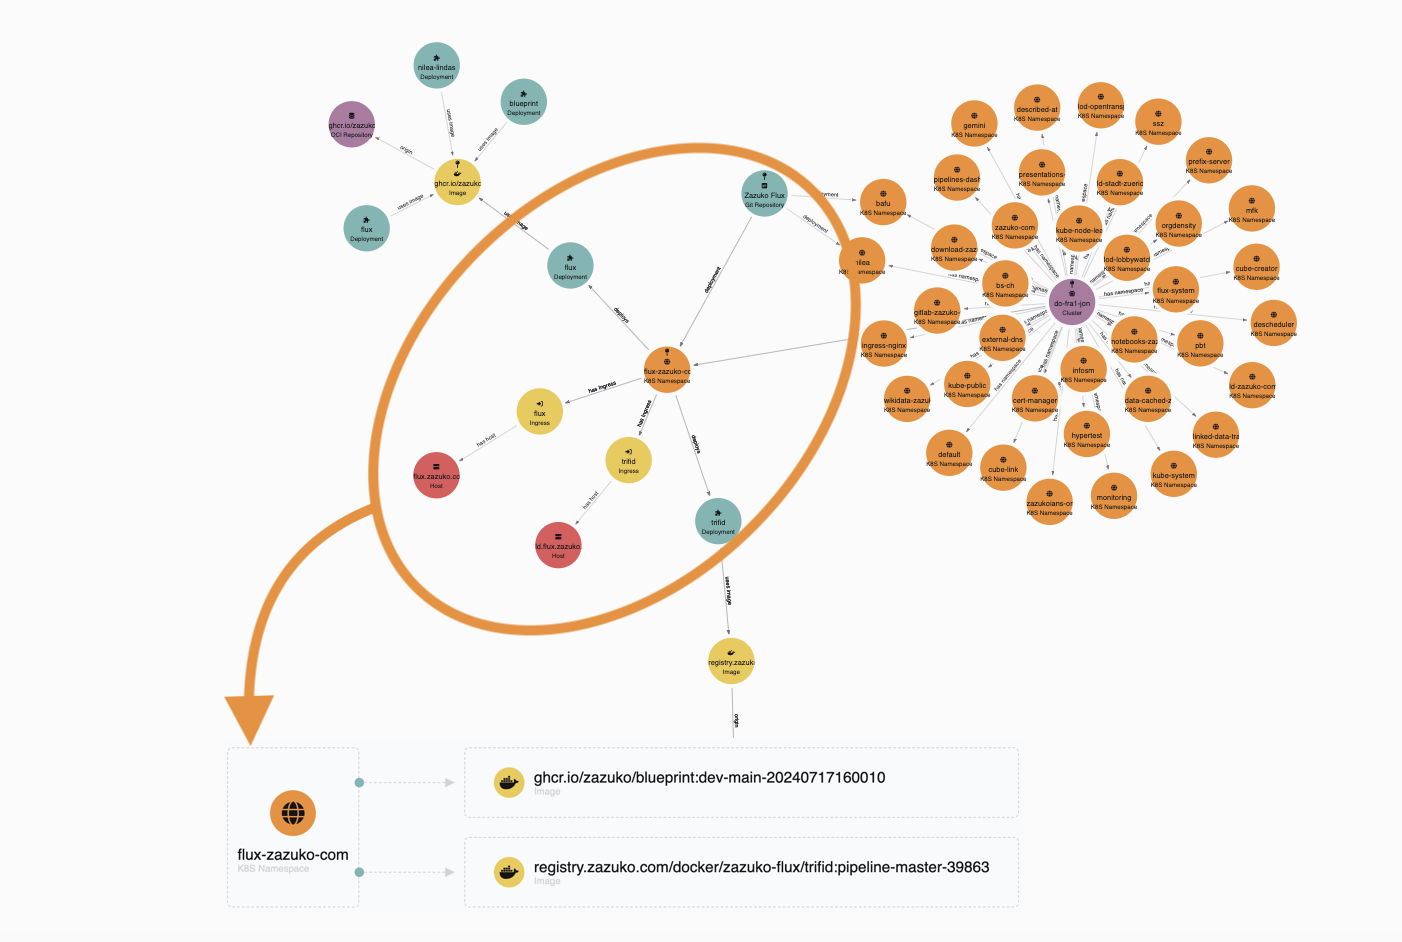 nilea-lindas
Deployment
blueprint
Deployment
ghcr.io/zazuko
OCI Repository
uses image
uses image
origin
ghcr.io/zazuko
Image
uses image
flux
Deployment
flux
Deployment
deploys
Zazuko Flux
Git Repository
deployment
deployment
flux-zazuko-co
K8S Namespace
has ingress
flux
Ingress
has host
flux.zazuko.co
Host
has ingress
trifid
Ingress
has host
ld.flux.zazuko.
Host
deploys
trifid
Deployment
uses image
registry.zazuk
Image
origin
bafu
K8S Namespace
nilea
gemini
K8S Namespace
described-at
K8S Namespace
lod-opentransp
K8S Namespace
ssz
K8S Namespace
prefix-server
K8S Namespace
pipelines-dash
K8S Namespace
presentations-
K8S Namespace
ld-stadt-zueric
K8S Namespace
mfk
K8S Namespace
zazuko-com
K8S Namespace
kube-node-lea
K8S Namespace
orgdensity
K8S Namespace
download-zaz
K8S Namespace
lod-lobbywatc
K8S Namespace
cube-creator
K8S Namespace
bs-ch
K8S Namespace
do-fra1-jon
Cluster
has namespace
flux-system
K8S Namespace
gitlab-zazuko-
K8S Namespace
descheduler
K8S Namespace
ingress-nginx
K8S Namespace
external-dns
K8S Namespace
notebooks-zaz
K8S Namespace
pbt
K8S Namespace
has namespace
wikidata-zazuk
K8S Namespace
kube-public
K8S Namespace
infosm
K8S Namespace
ld-zazuko-com
K8S Namespace
cert-manager
K8S Namespace
data-cached-z
K8S Namespace
default
K8S Namespace
hypertest
K8S Namespace
linked-data-tra
K8S Namespace
cube-link
K8S Namespace
kube-system
K8S Namespace
zazukoians-or
K8S Namespace
monitoring
K8S Namespace
flux-zazuko-com
K8S Namespace
ghcr.io/zazuko/blueprint:dev-main-20240717160010
Image
registry.zazuko.com/docker/zazuko-flux/trifid:pipeline-master-39863
Image